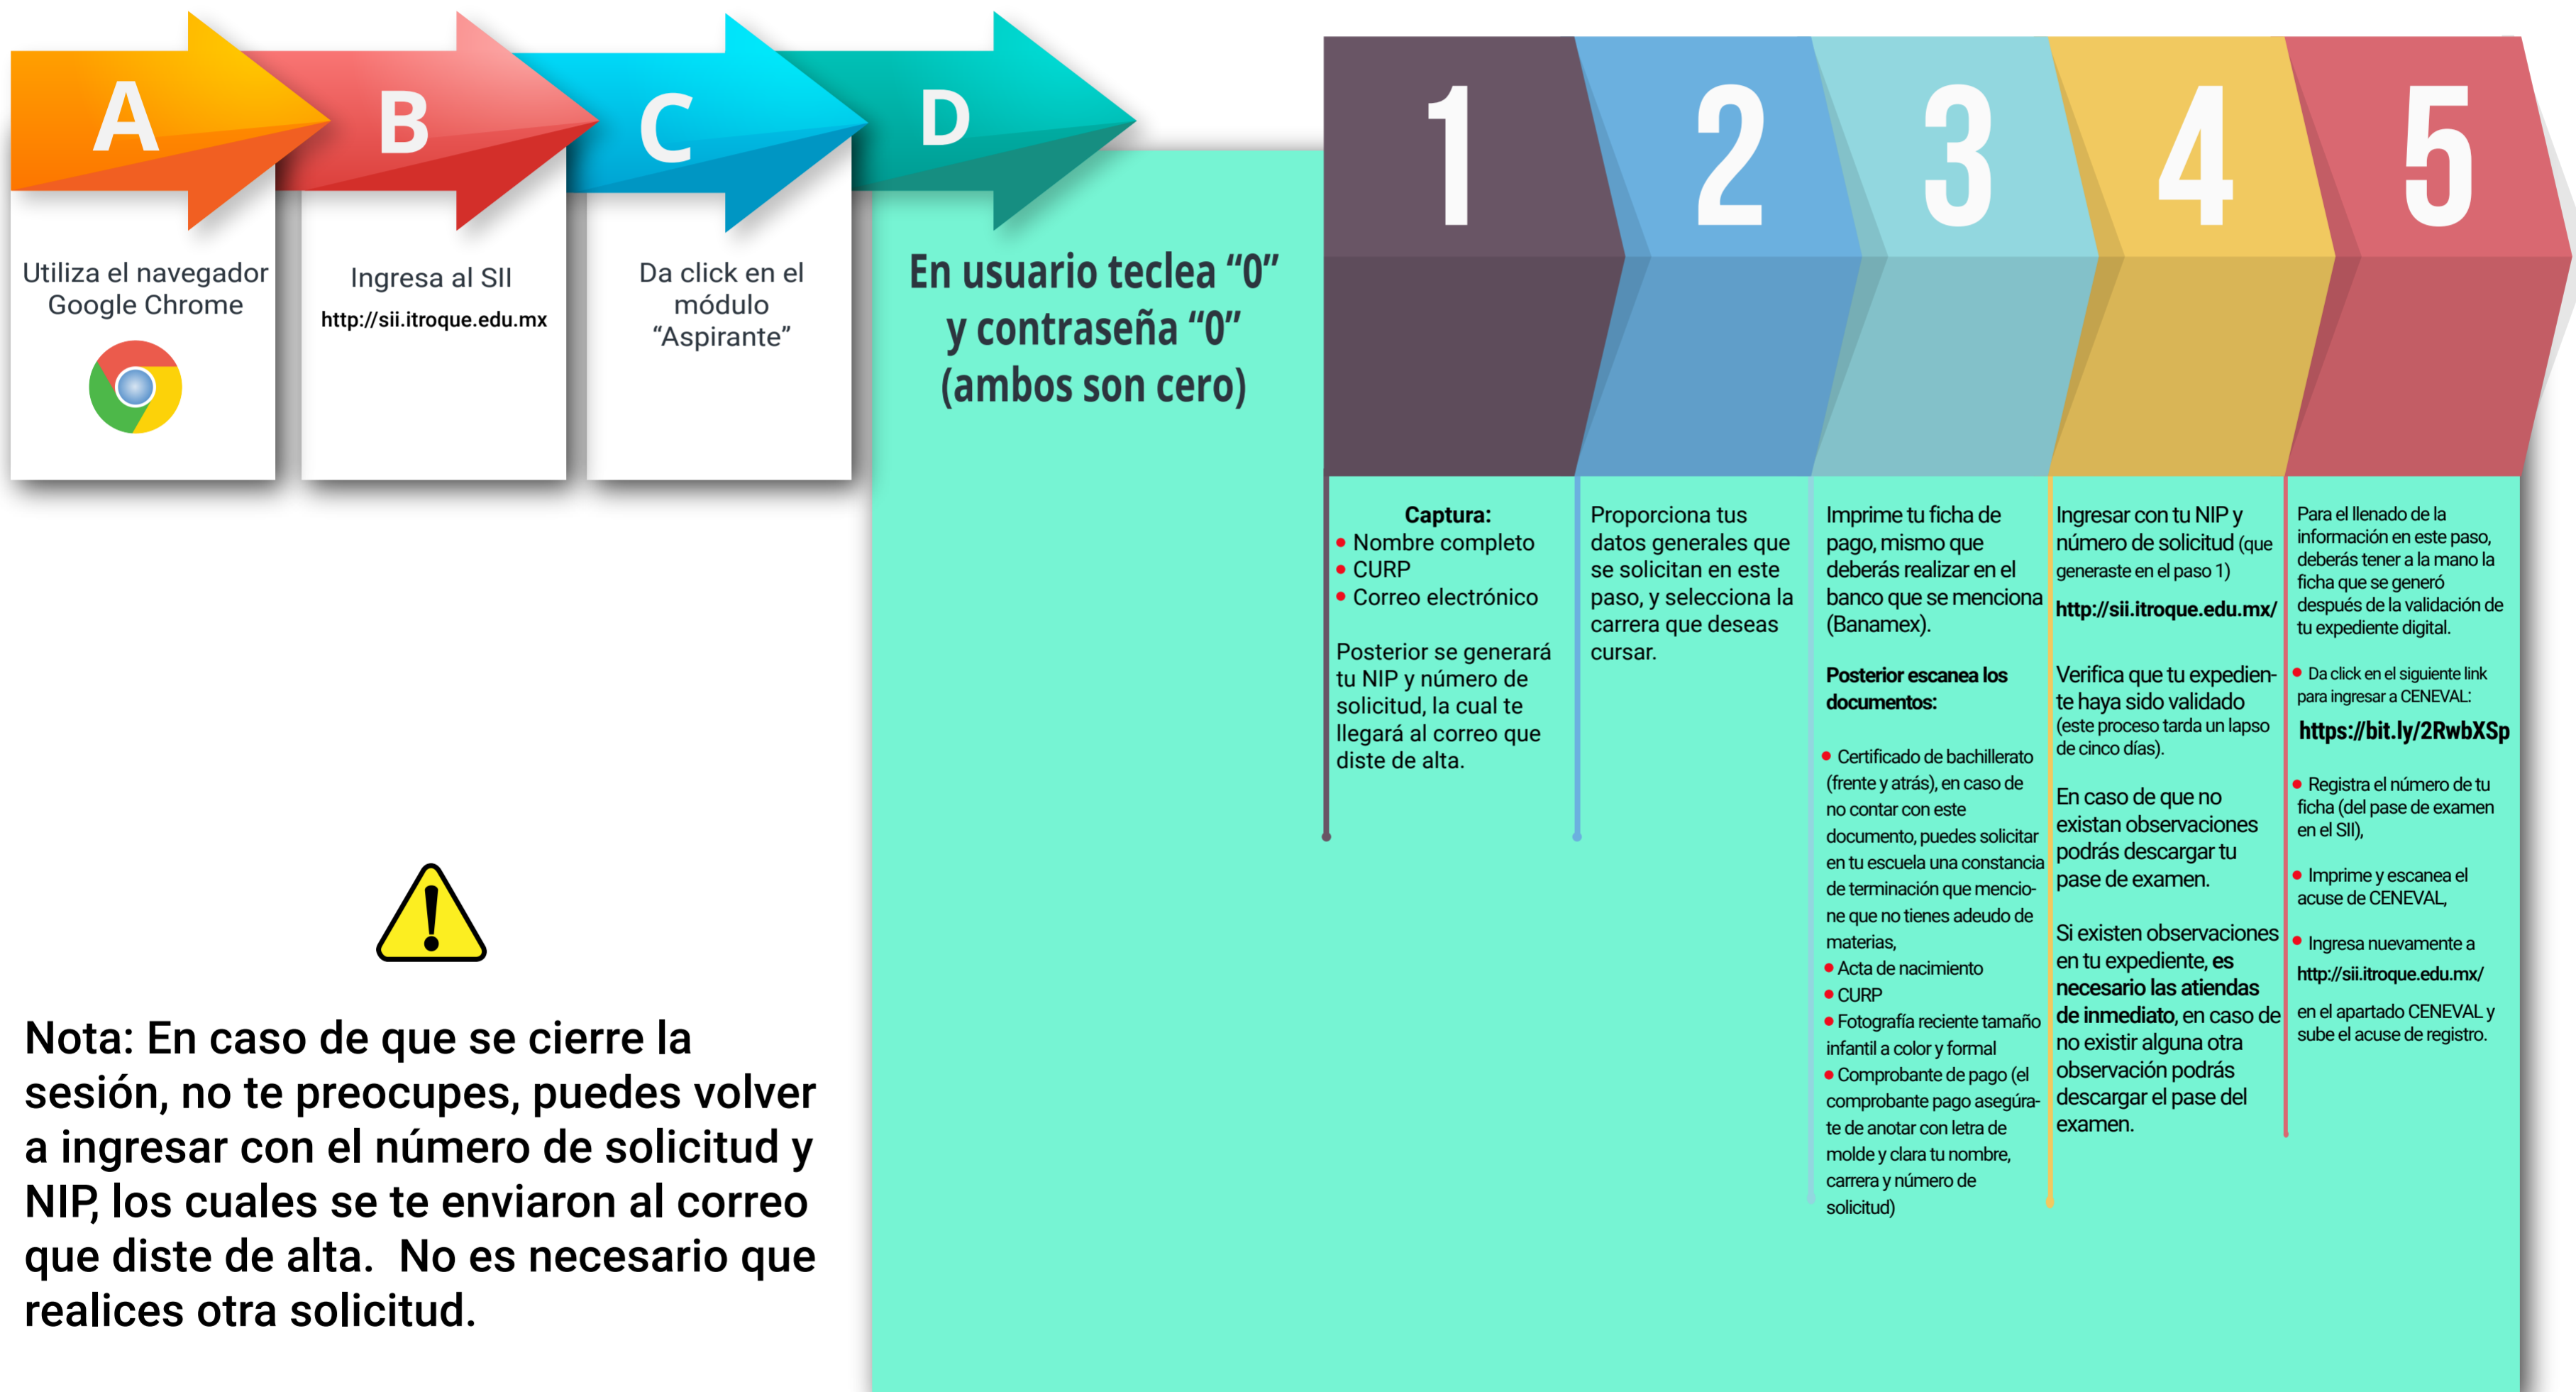 A
Utiliza el navegador
Google Chrome
B
Ingresa al SII
http://sii.itroque.edu.mx
C
Da click en el
módulo
“Aspirante”
D
En usuario teclea “0”
y contraseña “0”
(ambos son cero)
1
Captura:
• Nombre completo
• CURP
• Correo electrónico
Posterior se generará
tu NIP y número de
solicitud, la cual te
llegará al correo que
diste de alta.
2
Proporciona tus
datos generales que
se solicitan en este
paso, y selecciona la
carrera que deseas
cursar.
3
Imprime tu ficha de
pago, mismo que
deberás realizar en el
banco que se menciona
(Banamex).
Posterior escanea los
documentos:
• Certificado de bachillerato
(frente y atrás), en caso de
no contar con este
documento, puedes solicitar
en tu escuela una constancia
de terminación que mencio-
ne que no tienes adeudo de
materias,
• Acta de nacimiento
• CURP
• Fotografía reciente tamaño
infantil a color y formal
• Comprobante de pago (el
comprobante pago asegúra-
te de anotar con letra de
molde y clara tu nombre,
carrera y número de
solicitud)
4
Ingresar con tu NIP y
número de solicitud (que
generaste en el paso 1)
http://sii.itroque.edu.mx/
Verifica que tu expedien-
te haya sido validado
(este proceso tarda un lapso
de cinco días).
En caso de que no
existan observaciones
podrás descargar tu
pase de examen.
Si existen observaciones
en tu expediente, es
necesario las atiendas
de inmediato, en caso de
no existir alguna otra
observación podrás
descargar el pase del
examen.
5
Para el llenado de la
información en este paso,
deberás tener a la mano la
ficha que se generó
después de la validación de
tu expediente digital.
• Da click en el siguiente link
para ingresar a CENEVAL:
https://bit.ly/2RwbXSp
• Registra el número de tu
ficha (del pase de examen
en el SII),
• Imprime y escanea el
acuse de CENEVAL,
• Ingresa nuevamente a
http://sii.itroque.edu.mx/
en el apartado CENEVAL y
sube el acuse de registro.
Nota: En caso de que se cierre la
sesión, no te preocupes, puedes volver
a ingresar con el número de solicitud y
NIP, los cuales se te enviaron al correo
que diste de alta.  No es necesario que
realices otra solicitud.